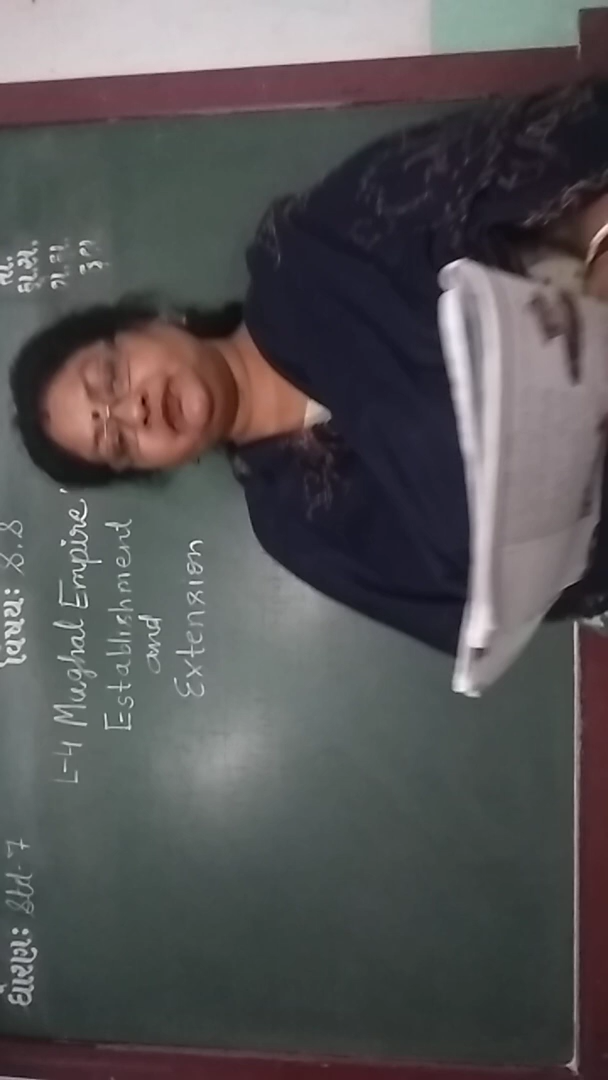 ધોરણ: Std-7
વિષય: S.S
તા.
કુ.સં.
ગે.હા.
કુલ
L-4 Mughal Empire'
Establishment
and
Extension